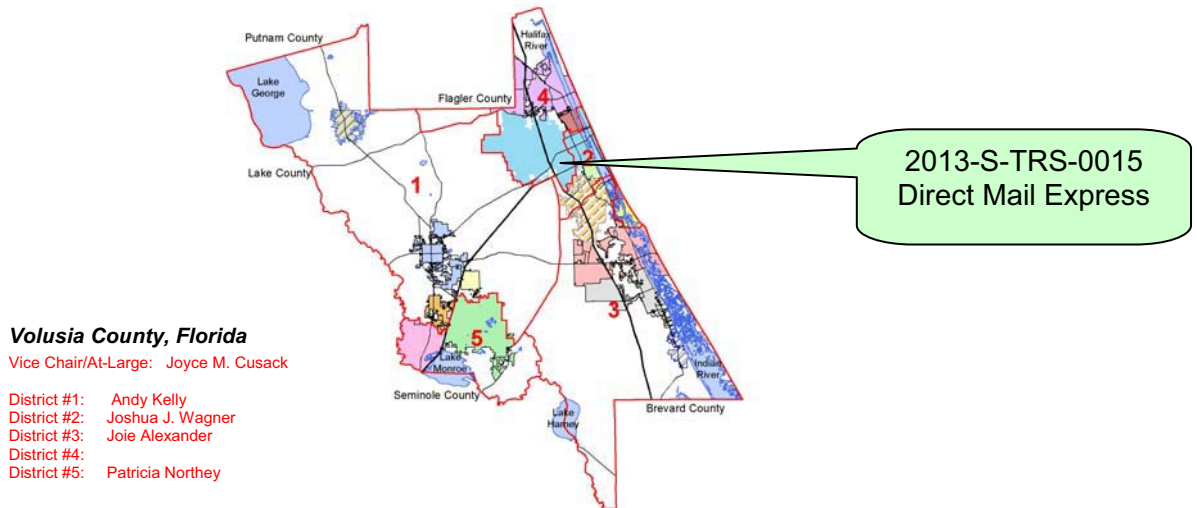 Putnam County
Halifax
River
Lake
George
Flagler County
4
2013-S-TRS-0015
Direct Mail Express
2
Lake County
1
3
Volusia County, Florida
Vice Chair/At-Large: Joyce M. Cusack
5
Lake
Monroe
Indian
River
Seminole County
Brevard County
District #1: Andy Kelly
District #2: Joshua J. Wagner
District #3: Joie Alexander
District #4:
District #5: Patricia Northey
Lake
Harney